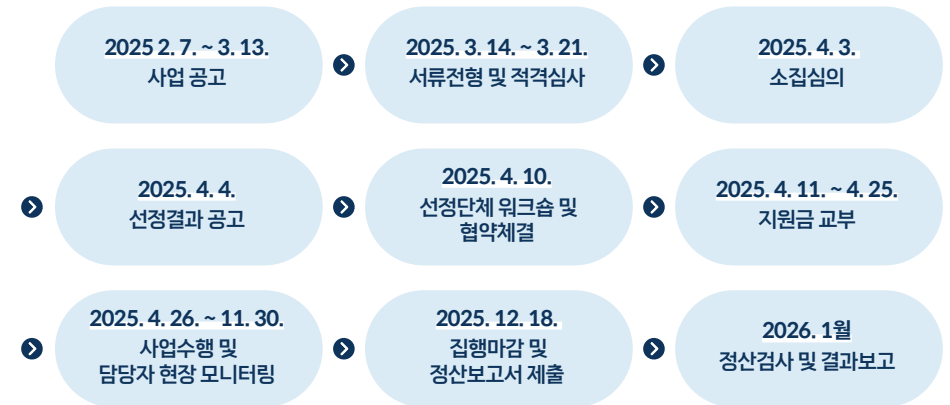 2025 2. 7. ~ 3. 13.
사업 공고
2025. 3. 14. ~ 3. 21.
서류전형 및 적격심사
2025. 4. 3.
소집심의
2025. 4. 4.
선정결과 공고
2025. 4. 10.
선정단체 워크숍 및
협약체결
2025. 4. 11. ~ 4. 25.
지원금 교부
2025. 4. 26. ~ 11. 30.
사업수행 및
담당자 현장 모니터링
2025. 12. 18.
집행마감 및
정산보고서 제출
2026. 1월
정산검사 및 결과보고